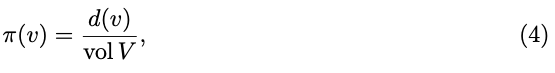 π(v) = d(v) / vol V, (4)